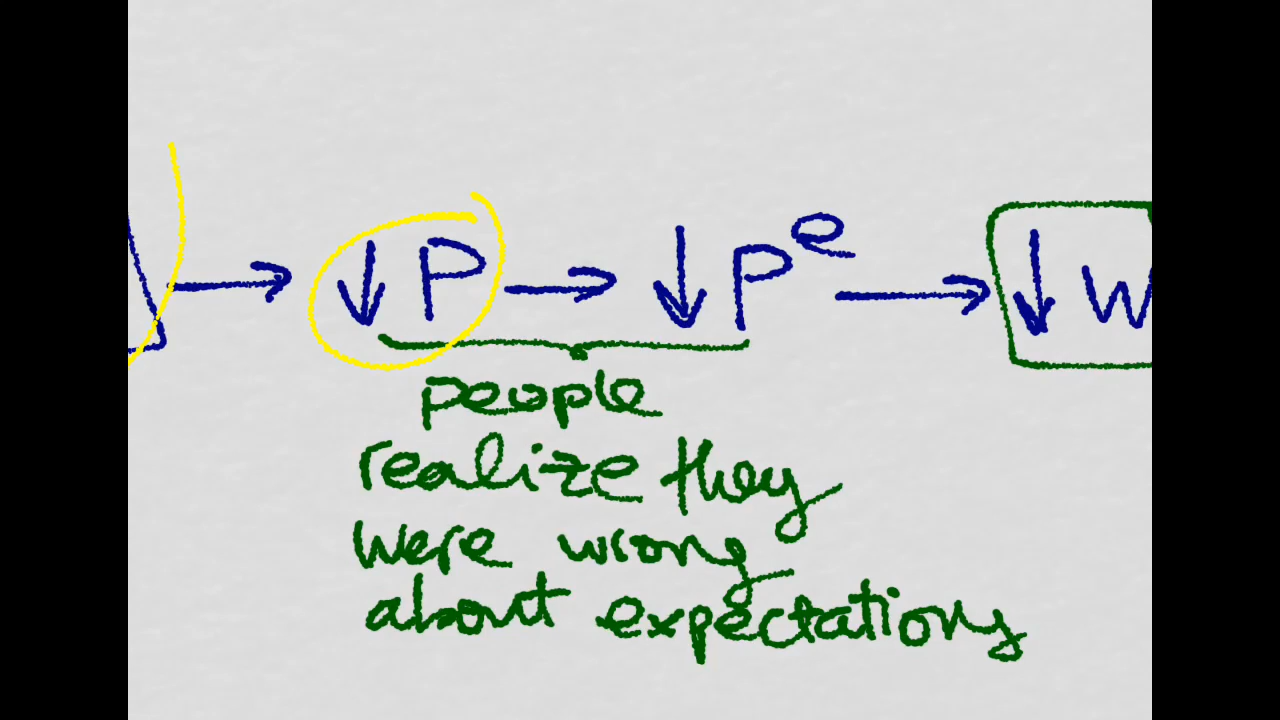 → ↓ P → ↓ Pᵉ → ↓ W
people
realize they
were wrong
about expectations